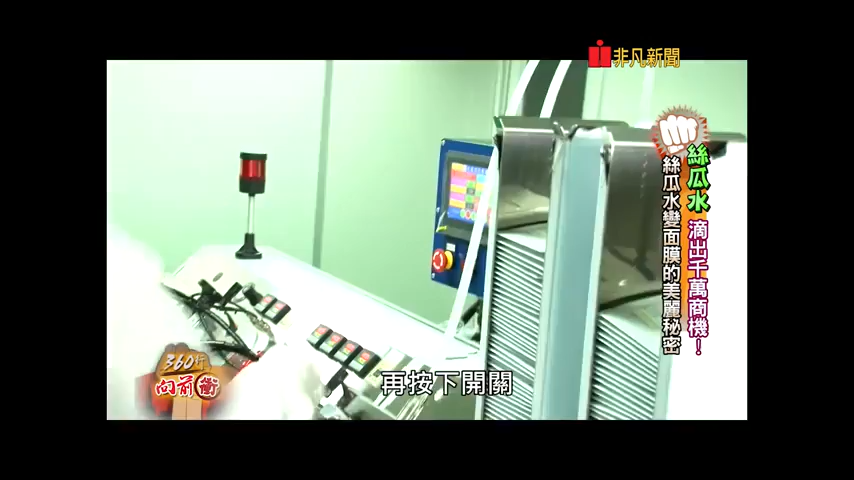 非凡新聞
絲瓜水 滴出千萬商機！
絲瓜水變面膜的美麗秘密
360行
向前衝
再按下開關